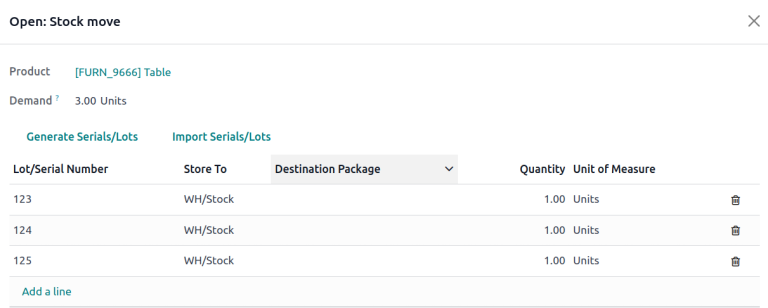 Open: Stock move
Product [FURN_9666] Table
Demand ? 3.00 Units
Generate Serials/Lots Import Serials/Lots
Lot/Serial Number Store To Destination Package Quantity Unit of Measure
123 WH/Stock 1.00 Units
124 WH/Stock 1.00 Units
125 WH/Stock 1.00 Units
Add a line